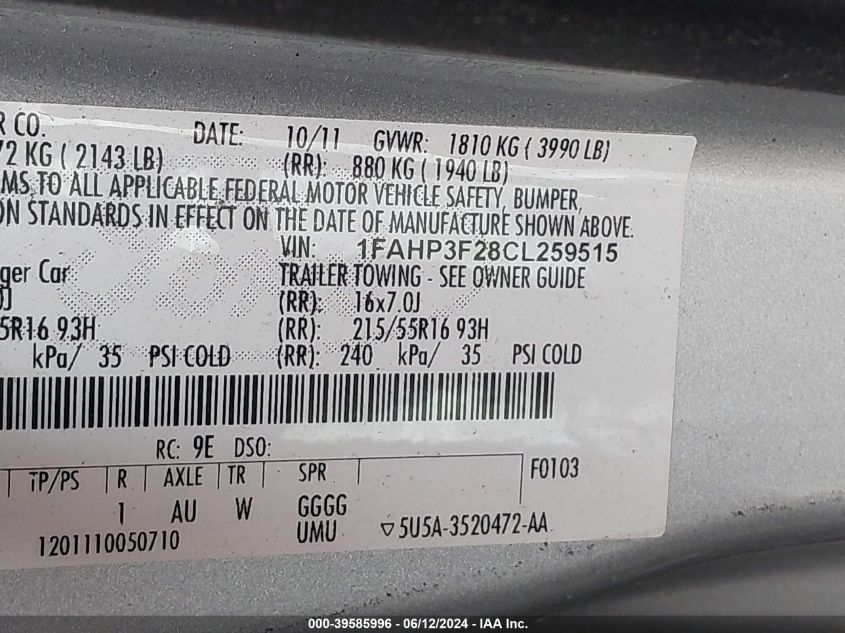 R CO.
DATE: 10/11 GVWR: 1810 KG ( 3990 LB)
72 KG ( 2143 LB) (RR): 880 KG ( 1940 LB)
MS TO ALL APPLICABLE FEDERAL MOTOR VEHICLE SAFETY, BUMPER,
ON STANDARDS IN EFFECT ON THE DATE OF MANUFACTURE SHOWN ABOVE.
VIN: 1FAHP3F28CL259515
ger Car TRAILER TOWING - SEE OWNER GUIDE
0J (RR): 16x7.0J
5R16 93H (RR): 215/55R16 93H
kPa/ 35 PSI COLD (RR): 240 kPa/ 35 PSI COLD
RC: 9E DSO:
TP/PS R AXLE TR SPR F0103
1 AU W GGGG
UMU ▽5U5A-3520472-AA
1201110050710
000-39585996 - 06/12/2024 - IAA Inc.